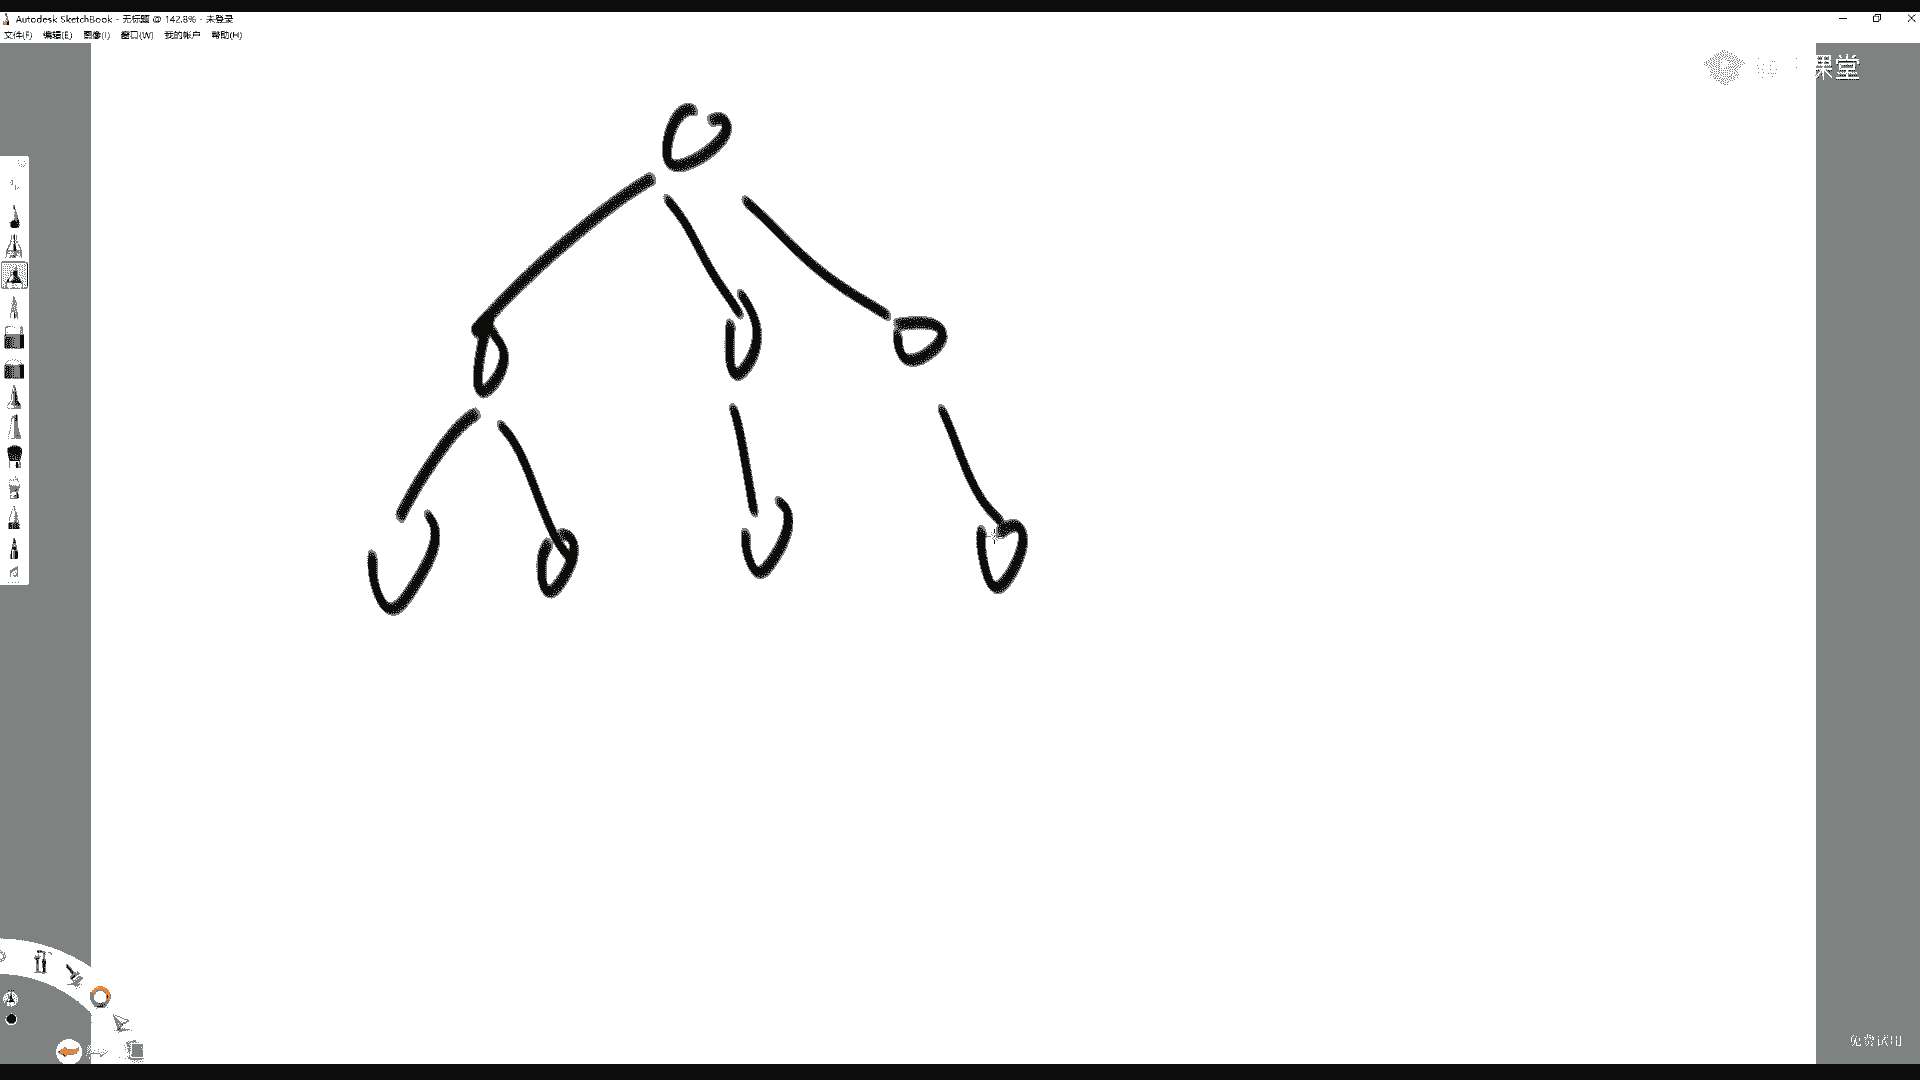 Autodesk SketchBook - 无标题 @ 142.8% - 未登录
文件(F) 编辑(E) 图像(I) 窗口(W) 我的帐户 帮助(H)
课堂
免费试用